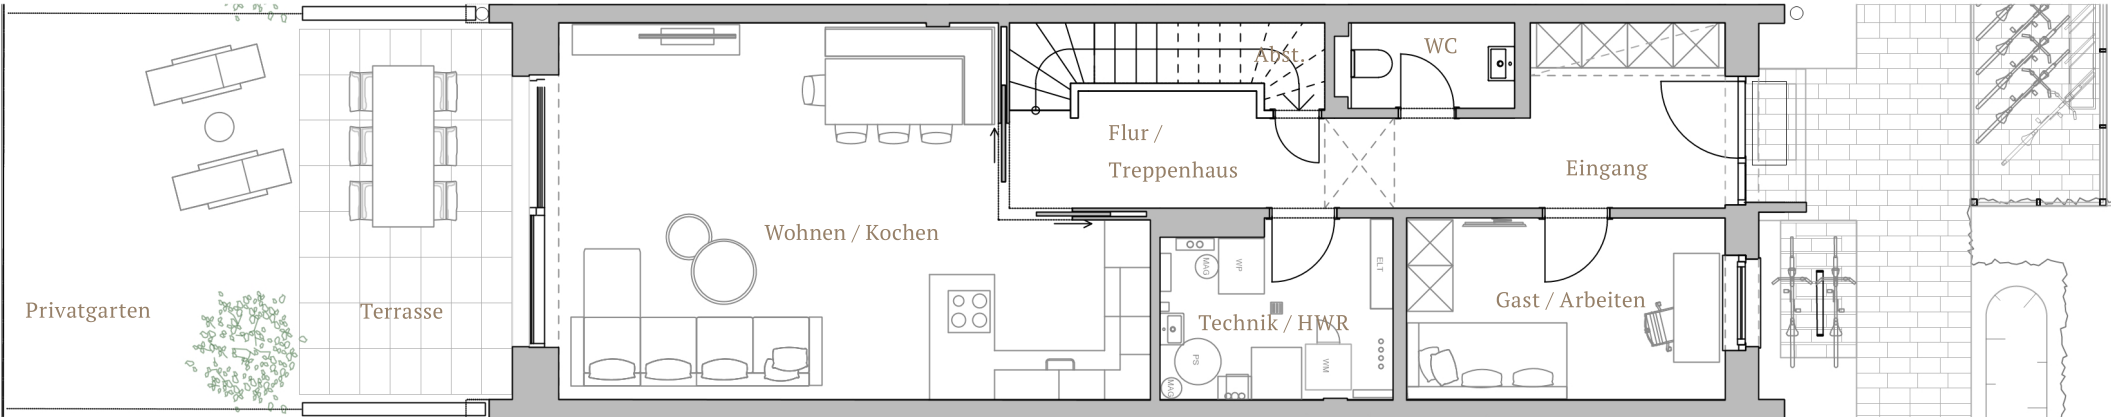 Abst.
WC
Flur /
Treppenhaus
Eingang
Wohnen / Kochen
MAG
WP
ELT
Privatgarten
Terrasse
Gast / Arbeiten
Technik / HWR
PS
WM
MAG